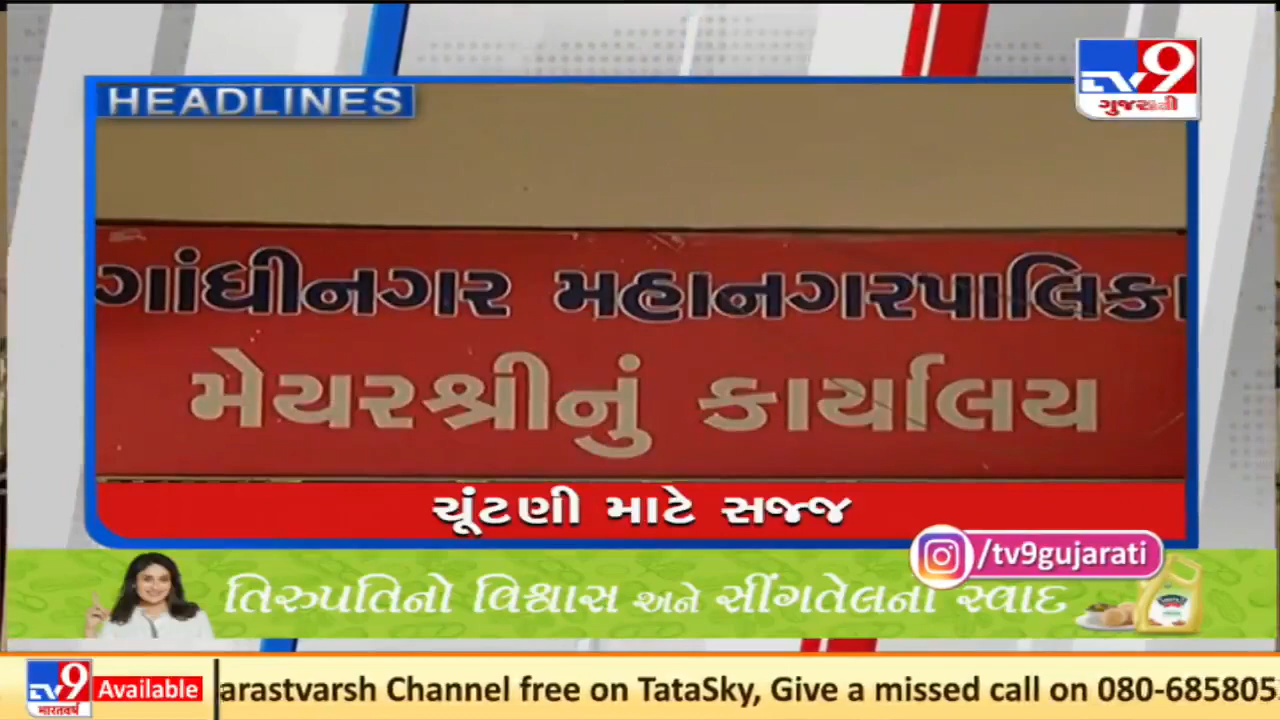 HEADLINES
TV9
ગુજરાતી
ગાંધીનગર મહાનગરપાલિકા
મેયરશ્રીનું કાર્યાલય
ચૂંટણી માટે સજ્જ
/tv9gujarati
તિરુપતિનો વિશ્વાસ અને સીંગતેલનો સ્વાદ
TV9
भारतवर्ष
Available
arastvarsh Channel free on TataSky, Give a missed call on 080-685805